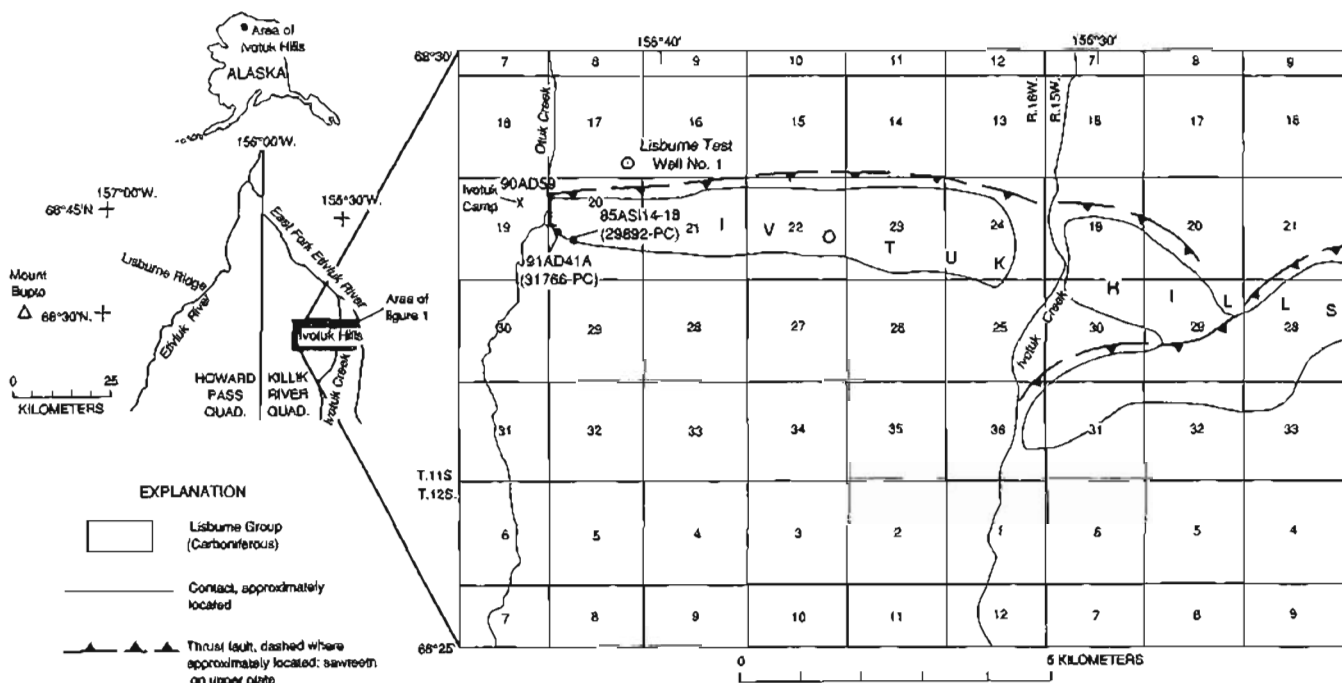 Area of
Ivotuk Hills
ALASKA
156°00'W.
157°00'W.
68°45'N
155°30'W.
East Fork Etivluk River
Lisburne Ridge
Etivluk River
Mount
Bupto
68°30'N.
Area of
figure 1
Ivotuk Hills
0 25
KILOMETERS
HOWARD
PASS
QUAD.
KILLIK
RIVER
QUAD.
Ivotuk Creek
EXPLANATION
Lisburne Group
(Carboniferous)
Contact, approximately
located
Thrust fault, dashed where
approximately located; sawteeth
on upper plate
155°40'
155°30'
68°30'
7 8 9 10 11 12 7 8 9
Otuk Creek
R.16W. R.15W.
18 17 16 15 14 13 18 17 16
Lisburne Test
Well No. 1
90AD59
Ivotuk
Camp
X
19 20 21 22 23 24 19 20 21
85ASi14-18
(29892-PC)
I V O T U K
91AD41A
(31766-PC)
H I L L S
30 29 28 27 26 25 30 29 28
Ivotuk Creek
31 32 33 34 35 36 31 32 33
T.11S
T.12S.
6 5 4 3 2 1 6 5 4
7 8 9 10 11 12 7 8 9
68°25'
0 5 KILOMETERS